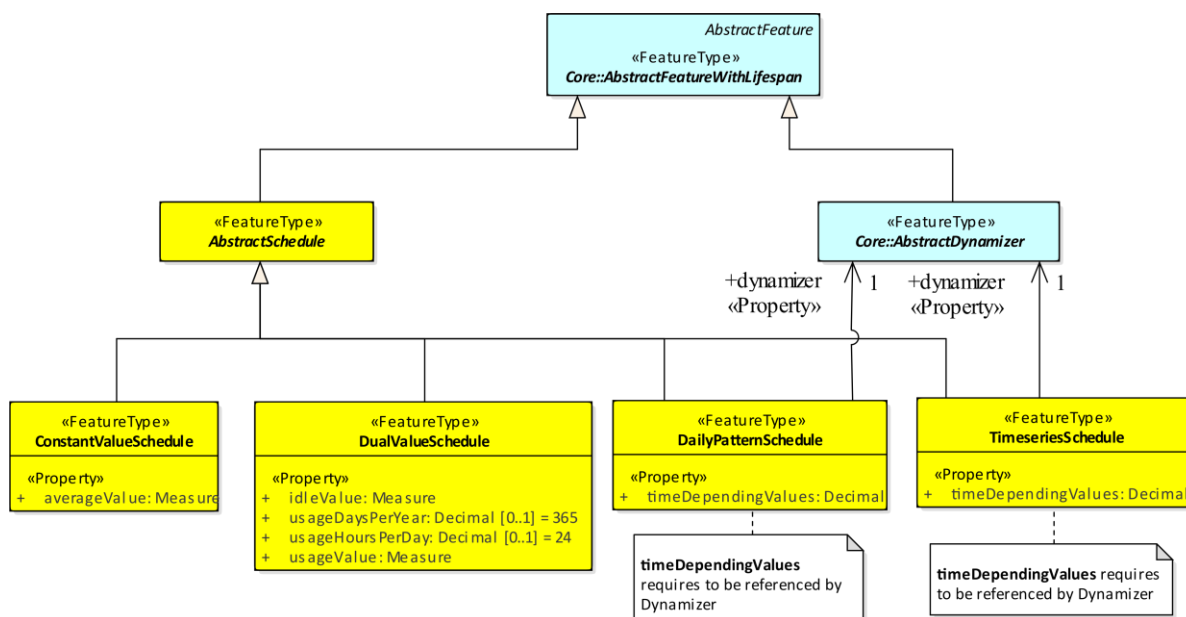 AbstractFeature
«FeatureType»
Core::AbstractFeatureWithLifespan
«FeatureType»
AbstractSchedule
«FeatureType»
Core::AbstractDynamizer
+dynamizer 1
«Property»
+dynamizer 1
«Property»
«FeatureType»
ConstantValueSchedule
«Property»
+ averageValue: Measure
«FeatureType»
DualValueSchedule
«Property»
+ idleValue: Measure
+ usageDaysPerYear: Decimal [0..1] = 365
+ usageHoursPerDay: Decimal [0..1] = 24
+ usageValue: Measure
«FeatureType»
DailyPatternSchedule
«Property»
+ timeDependingValues: Decimal
«FeatureType»
TimeseriesSchedule
«Property»
+ timeDependingValues: Decimal
timeDependingValues
requires to be referenced by
Dynamizer
timeDependingValues requires
to be referenced by Dynamizer